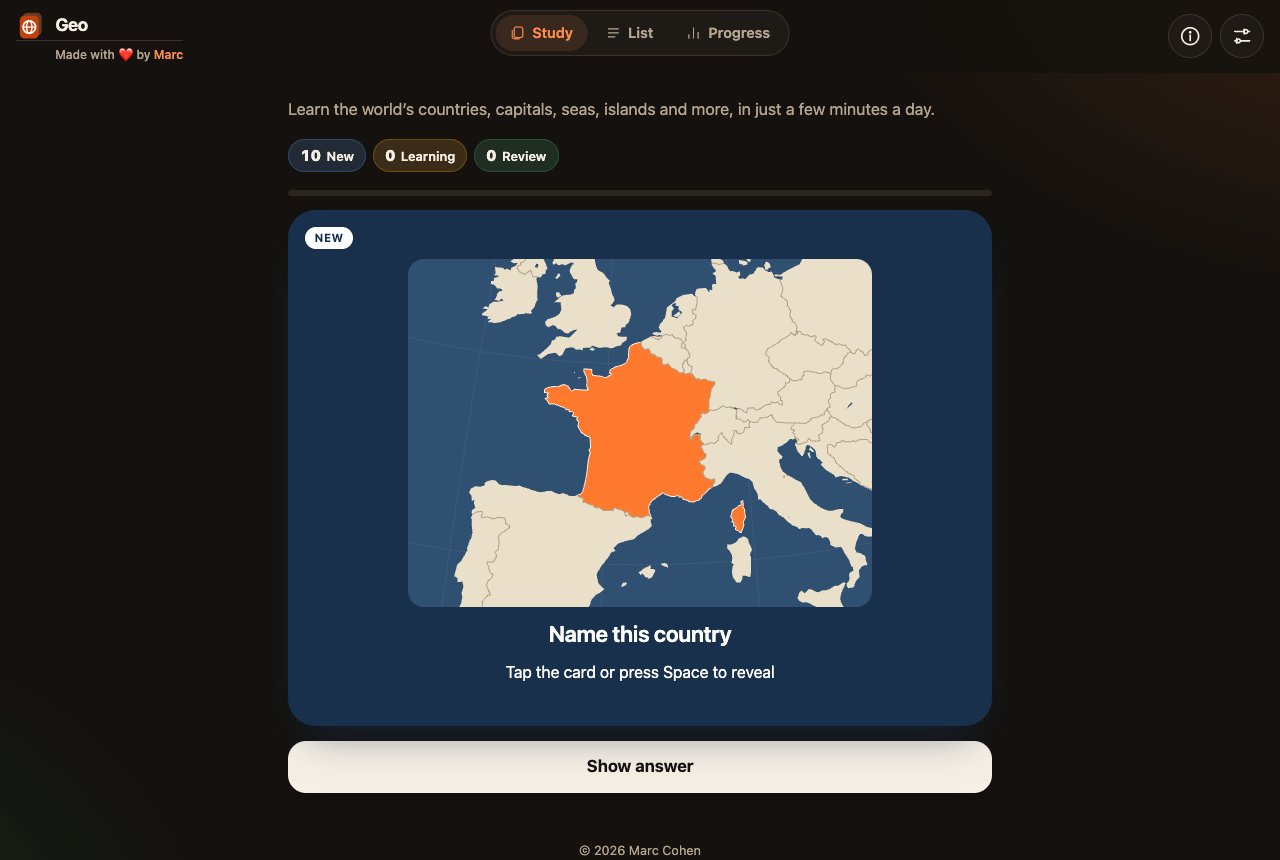 Geo
Made with ❤️ by Marc
Study
List
Progress
Learn the world’s countries, capitals, seas, islands and more, in just a few minutes a day.
10 New
0 Learning
0 Review
NEW
Name this country
Tap the card or press Space to reveal
Show answer
© 2026 Marc Cohen